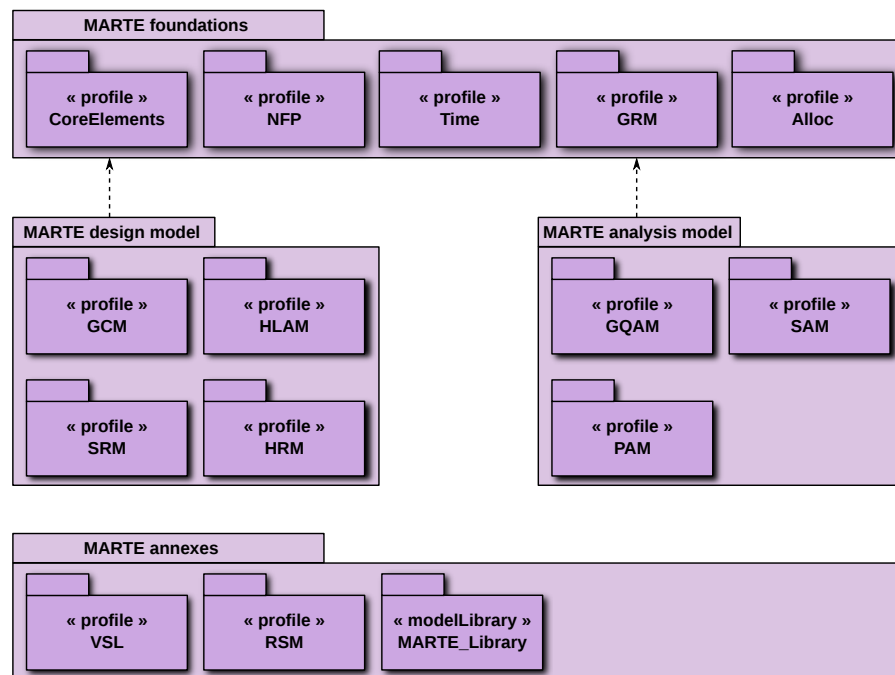 MARTE foundations
« profile »
CoreElements
« profile »
NFP
« profile »
Time
« profile »
GRM
« profile »
Alloc
MARTE design model
« profile »
GCM
« profile »
HLAM
« profile »
SRM
« profile »
HRM
MARTE analysis model
« profile »
GQAM
« profile »
SAM
« profile »
PAM
MARTE annexes
« profile »
VSL
« profile »
RSM
« modelLibrary »
MARTE_Library